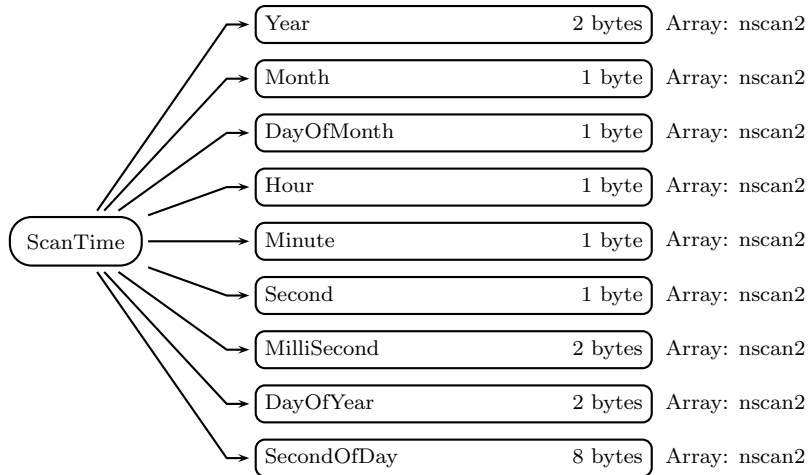 Year 2 bytes Array: nscan2
Month 1 byte Array: nscan2
DayOfMonth 1 byte Array: nscan2
Hour 1 byte Array: nscan2
ScanTime Minute 1 byte Array: nscan2
Second 1 byte Array: nscan2
MilliSecond 2 bytes Array: nscan2
DayOfYear 2 bytes Array: nscan2
SecondOfDay 8 bytes Array: nscan2